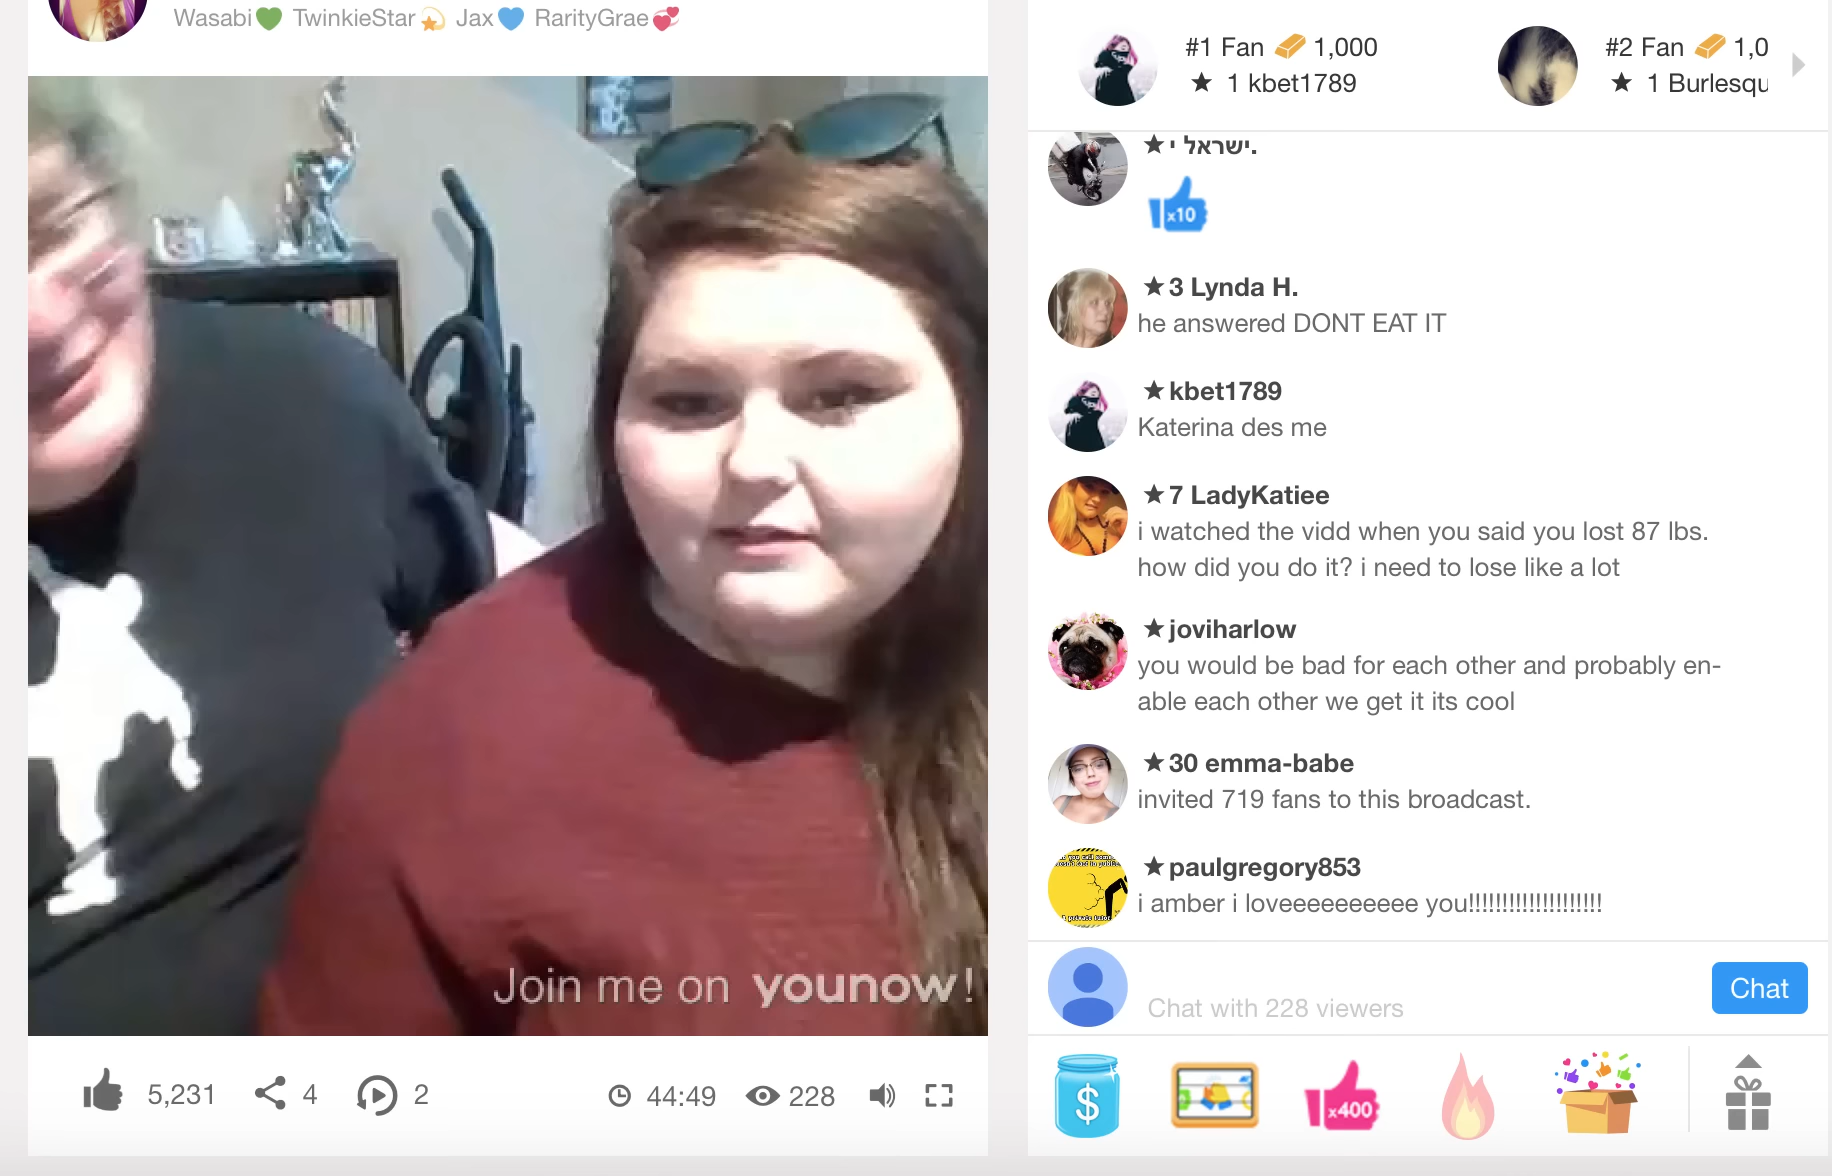 Wasabi💚 TwinkieStar💫 Jax💙 RarityGrae💞
Join me on younow!
5,231
4
2
44:49
228
#1 Fan 1,000
★ 1 kbet1789
#2 Fan 1,0
★ 1 Burlesqu
★ ישראל י.
x10
★ 3 Lynda H.
he answered DONT EAT IT
★ kbet1789
Katerina des me
★ 7 LadyKatiee
i watched the vidd when you said you lost 87 lbs.
how did you do it? i need to lose like a lot
★ joviharlow
you would be bad for each other and probably en-
able each other we get it its cool
★ 30 emma-babe
invited 719 fans to this broadcast.
★ paulgregory853
i amber i loveeeeeeeeee you!!!!!!!!!!!!!!!!!!!!
Chat with 228 viewers
Chat
$
x400